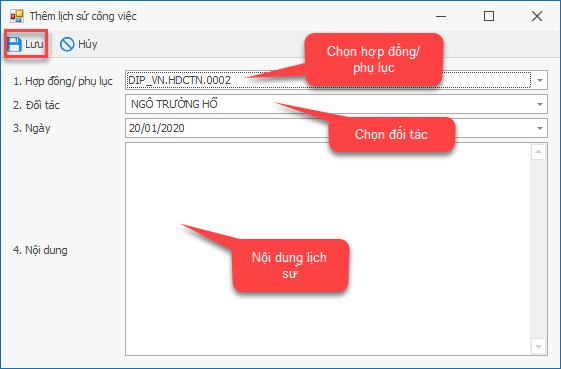 Thêm lịch sử công việc
Lưu
Hủy
Chọn hợp đồng/
phụ lục
1. Hợp đồng/ phụ lục
DIP_VN.HDCTN.0002
2. Đối tác
NGÔ TRƯỜNG HỔ
3. Ngày
20/01/2020
Chọn đối tác
4. Nội dung
Nội dung lịch
sử